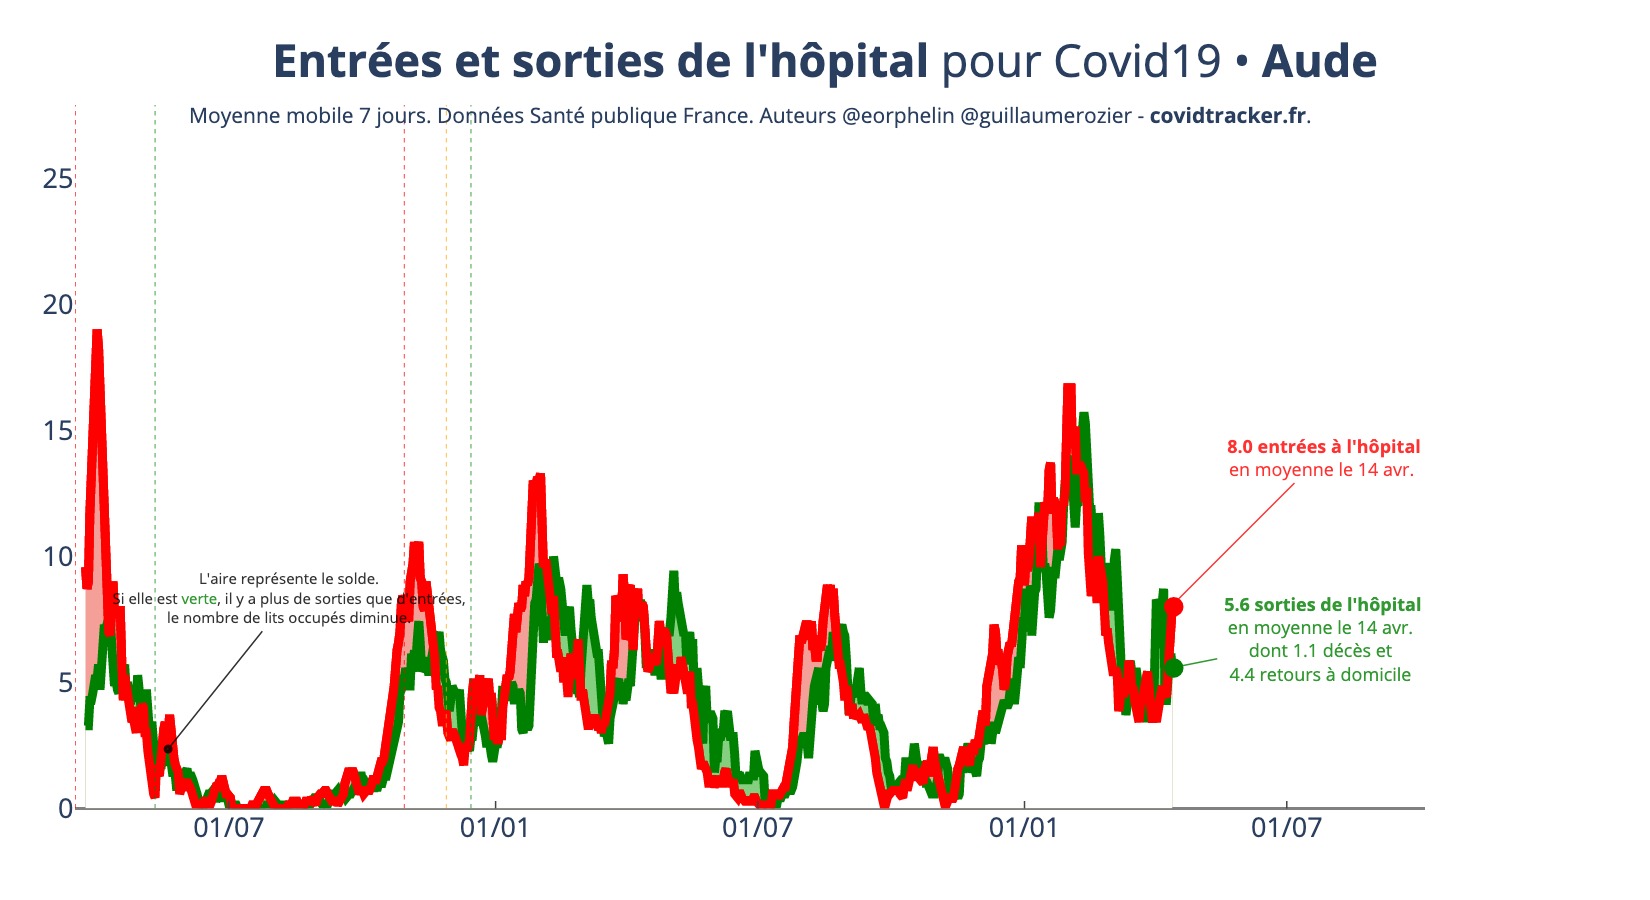 Entrées et sorties de l'hôpital pour Covid19 • Aude
Moyenne mobile 7 jours. Données Santé publique France. Auteurs @eorphelin @guillaumerozier - covidtracker.fr.
25
20
15
10
5
0
L'aire représente le solde.
Si elle est verte, il y a plus de sorties que d'entrées,
le nombre de lits occupés diminue.
8.0 entrées à l'hôpital
en moyenne le 14 avr.
5.6 sorties de l'hôpital
en moyenne le 14 avr.
dont 1.1 décès et
4.4 retours à domicile
01/07
01/01
01/07
01/01
01/07